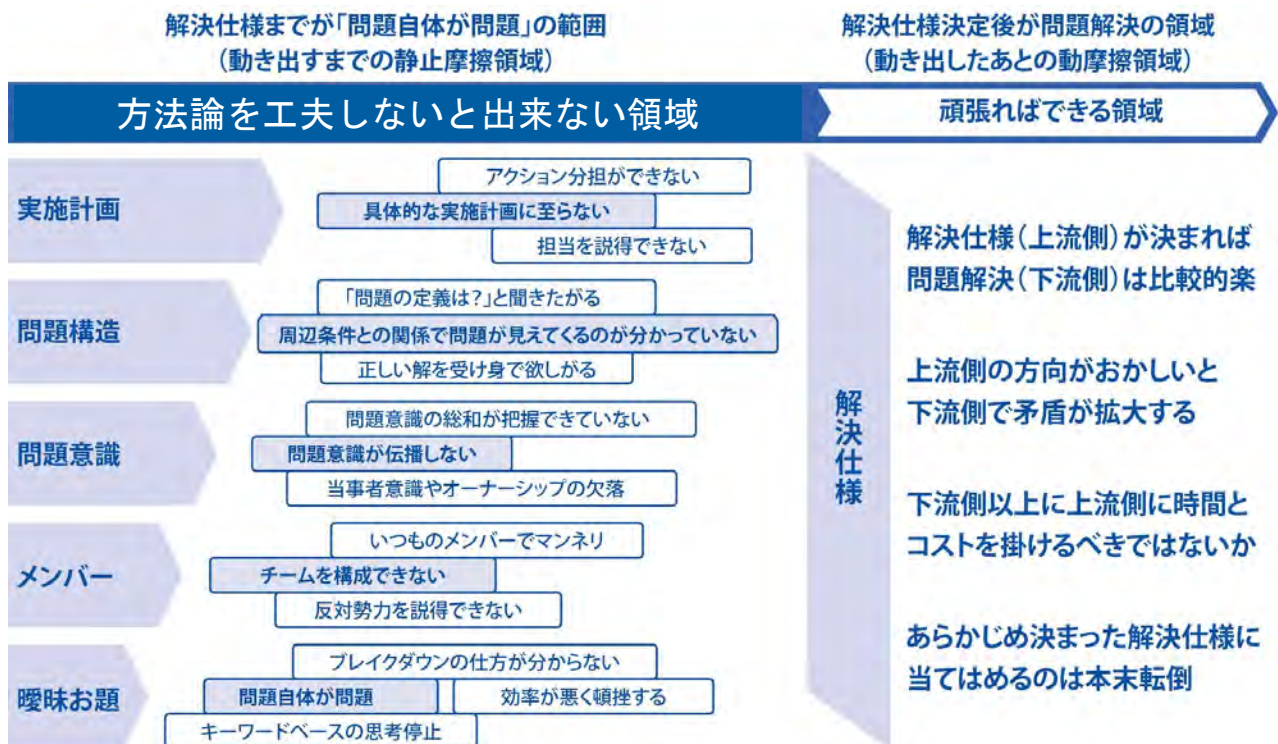 解決仕様までが「問題自体が問題」の範囲
(動き出すまでの静止摩擦領域)
解決仕様決定後が問題解決の領域
(動き出したあとの動摩擦領域)
方法論を工夫しないと出来ない領域
頑張ればできる領域
実施計画
アクション分担ができない
具体的な実施計画に至らない
担当を説得できない
問題構造
「問題の定義は?」と聞きたがる
周辺条件との関係で問題が見えてくるのが分かっていない
正しい解を受け身で欲しがる
問題意識
問題意識の総和が把握できていない
問題意識が伝播しない
当事者意識やオーナーシップの欠落
メンバー
いつものメンバーでマンネリ
チームを構成できない
反対勢力を説得できない
曖昧お題
ブレイクダウンの仕方が分からない
問題自体が問題
効率が悪く頓挫する
キーワードベースの思考停止
解決仕様
解決仕様(上流側)が決まれば
問題解決(下流側)は比較的楽
上流側の方向がおかしいと
下流側で矛盾が拡大する
下流側以上に上流側に時間と
コストを掛けるべきではないか
あらかじめ決まった解決仕様に
当てはめるのは本末転倒